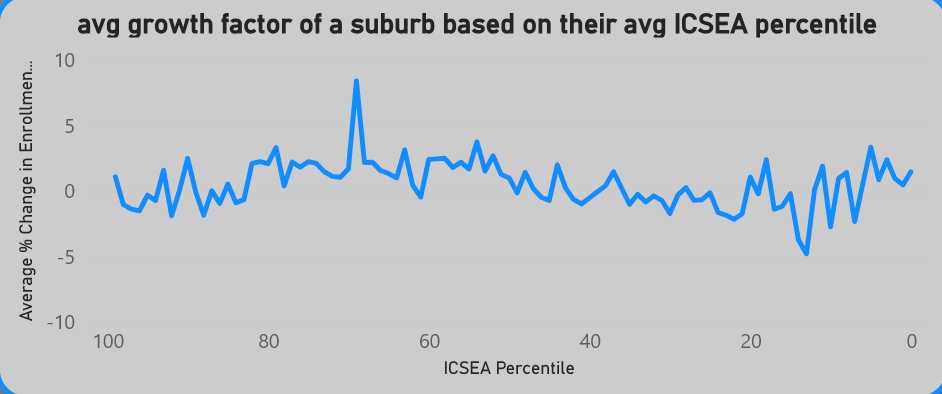 avg growth factor of a suburb based on their avg ICSEA percentile
Average % Change in Enrollmen...
10
5
0
-5
-10
100 80 60 40 20 0
ICSEA Percentile